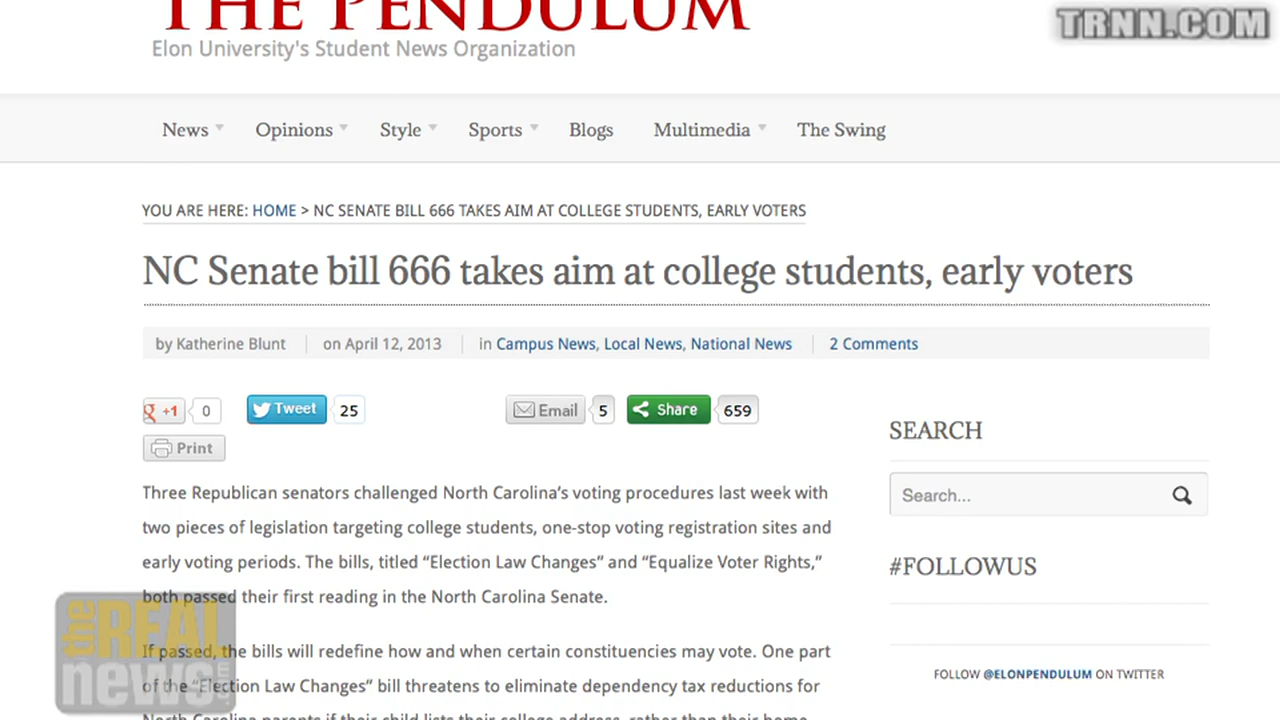 THE PENDULUM
TRNN.COM
Elon University's Student News Organization
News Opinions Style Sports Blogs Multimedia The Swing
YOU ARE HERE: HOME > NC SENATE BILL 666 TAKES AIM AT COLLEGE STUDENTS, EARLY VOTERS
NC Senate bill 666 takes aim at college students, early voters
by Katherine Blunt on April 12, 2013 in Campus News, Local News, National News 2 Comments
g +1 0 Tweet 25 Email 5 Share 659
Print
SEARCH
Search...
#FOLLOWUS
FOLLOW @ELONPENDULUM ON TWITTER
Three Republican senators challenged North Carolina's voting procedures last week with
two pieces of legislation targeting college students, one-stop voting registration sites and
early voting periods. The bills, titled “Election Law Changes” and “Equalize Voter Rights,”
both passed their first reading in the North Carolina Senate.
If passed, the bills will redefine how and when certain constituencies may vote. One part
of the “Election Law Changes” bill threatens to eliminate dependency tax reductions for
North Carolina parents if their child lists their college address, rather than their home
the REAL
news.com